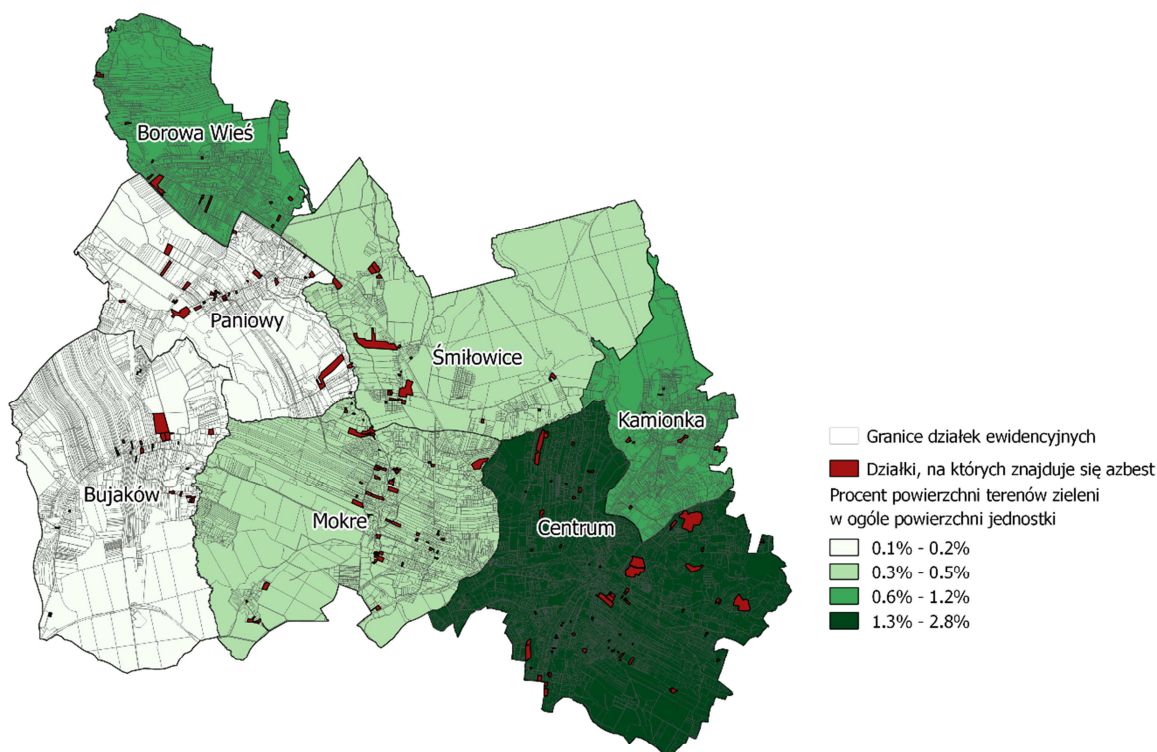 Borowa Wieś
Paniowy
Śmiłowice
Kamionka
Bujaków
Mokre
Centrum
Granice działek ewidencyjnych
Działki, na których znajduje się azbest
Procent powierzchni terenów zieleni
w ogóle powierzchni jednostki
0.1% - 0.2%
0.3% - 0.5%
0.6% - 1.2%
1.3% - 2.8%